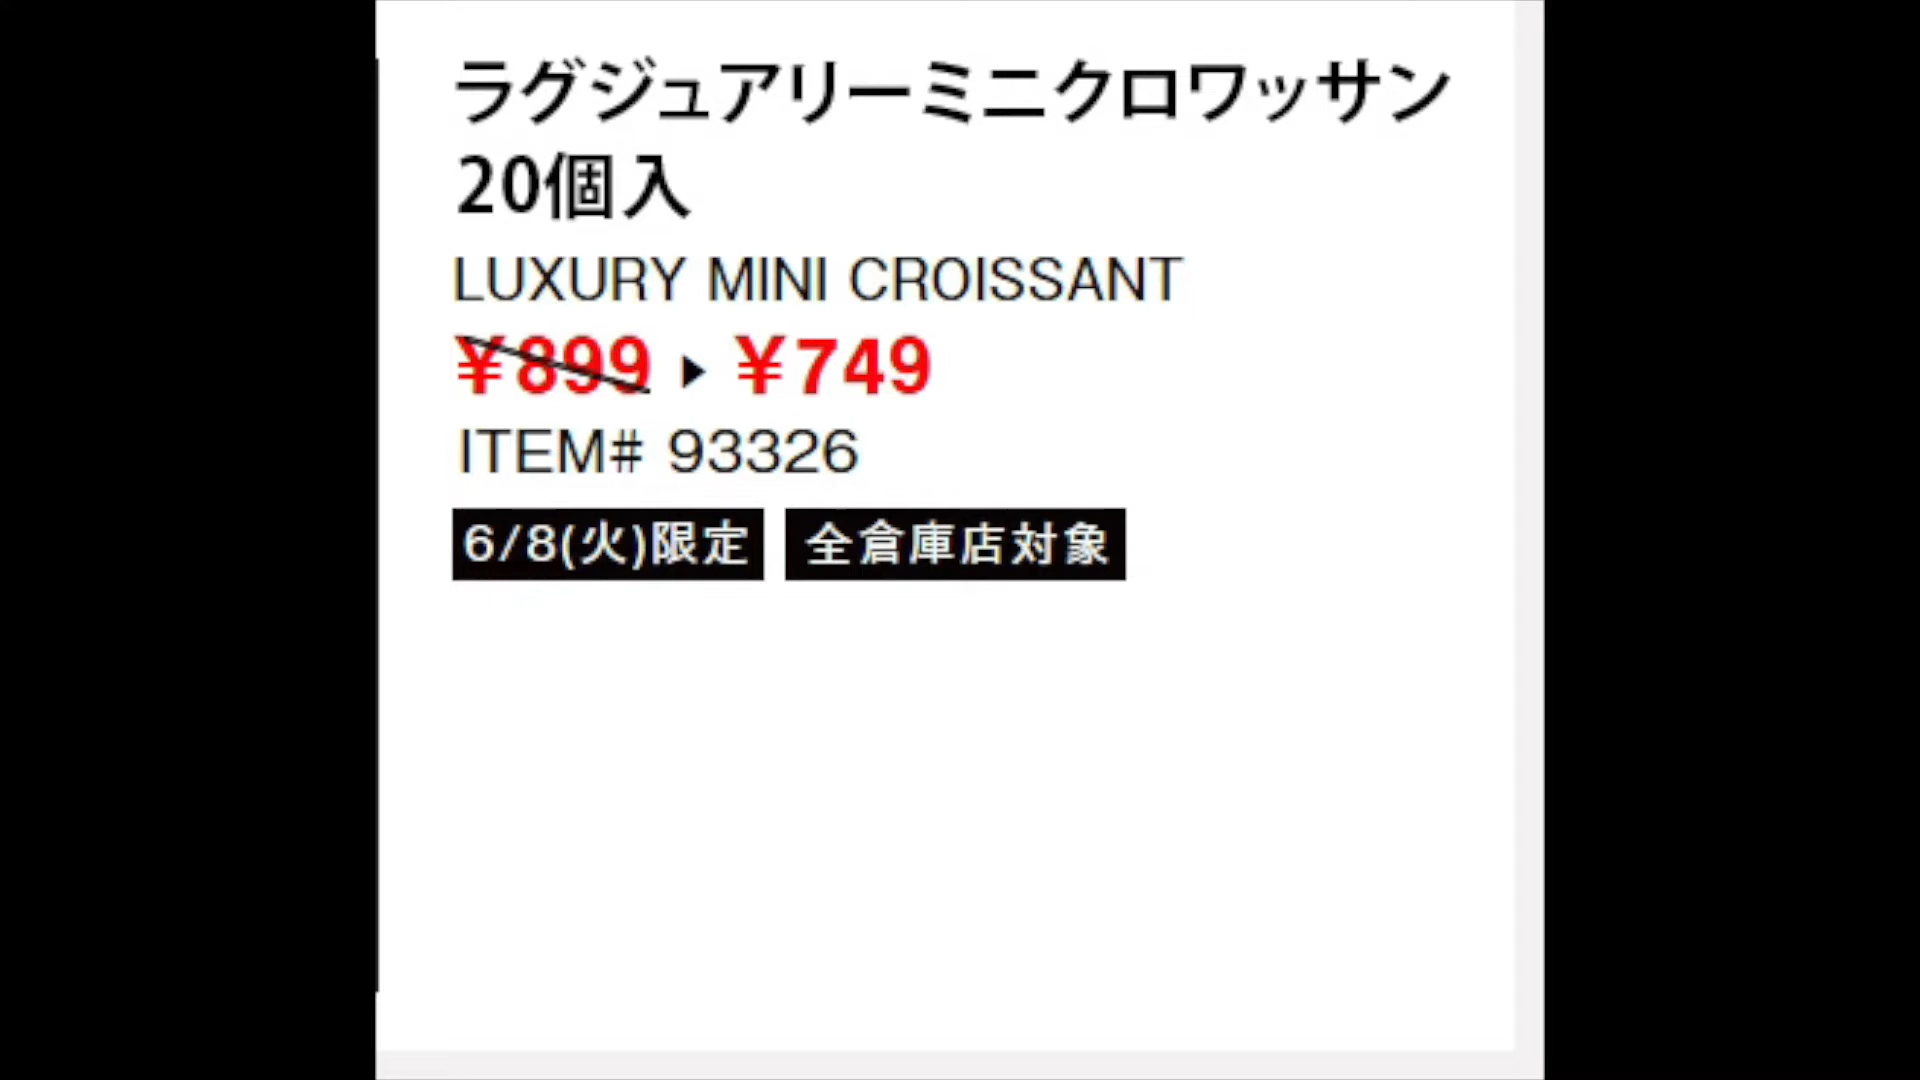 ラグジュアリーミニクロワッサン
20個入
LUXURY MINI CROISSANT
¥899 ▶ ¥749
ITEM# 93326
6/8(火)限定 全倉庫店対象